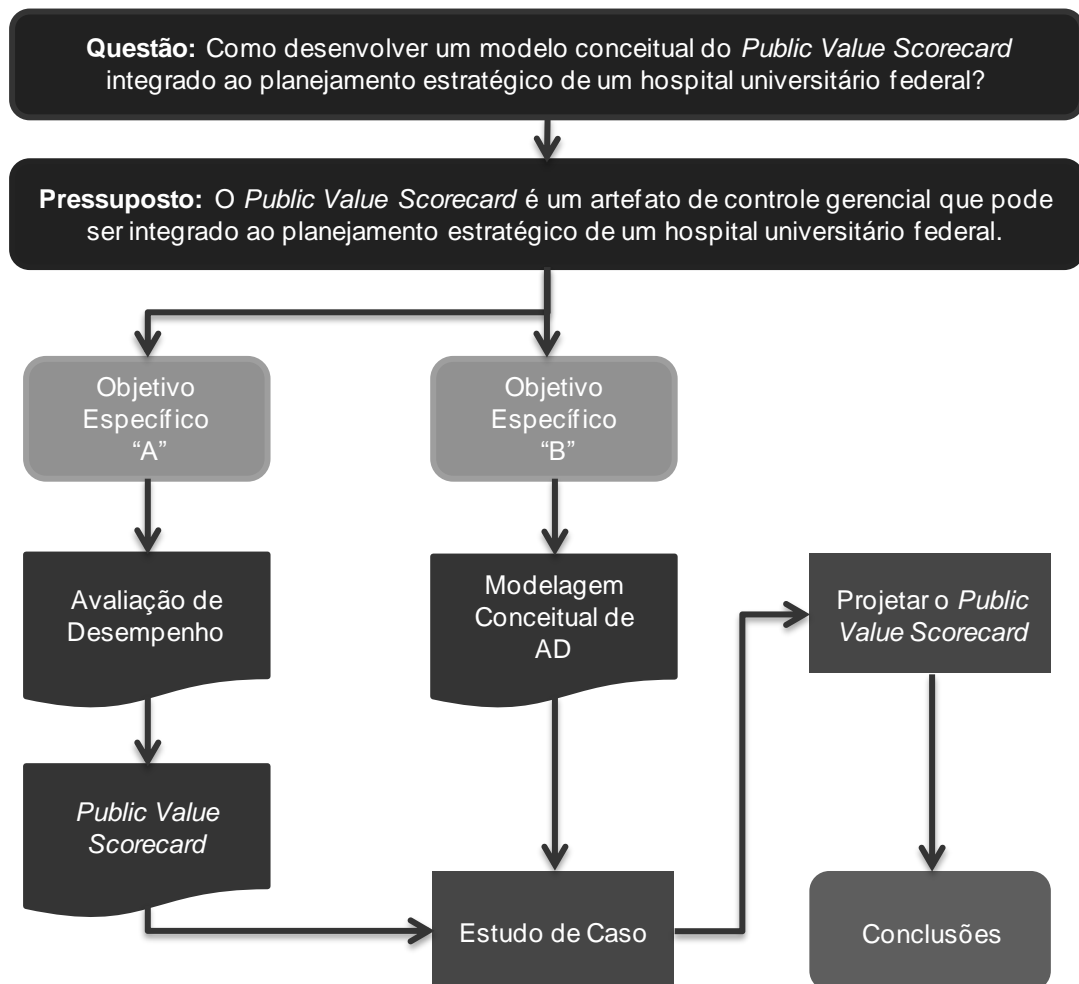 Questão: Como desenvolver um modelo conceitual do Public Value Scorecard
integrado ao planejamento estratégico de um hospital universitário federal?
Pressuposto: O Public Value Scorecard é um artefato de controle gerencial que pode
ser integrado ao planejamento estratégico de um hospital universitário federal.
Objetivo
Específico
“A”
Objetivo
Específico
“B”
Avaliação de
Desempenho
Modelagem
Conceitual de
AD
Projetar o Public
Value Scorecard
Public Value
Scorecard
Estudo de Caso
Conclusões